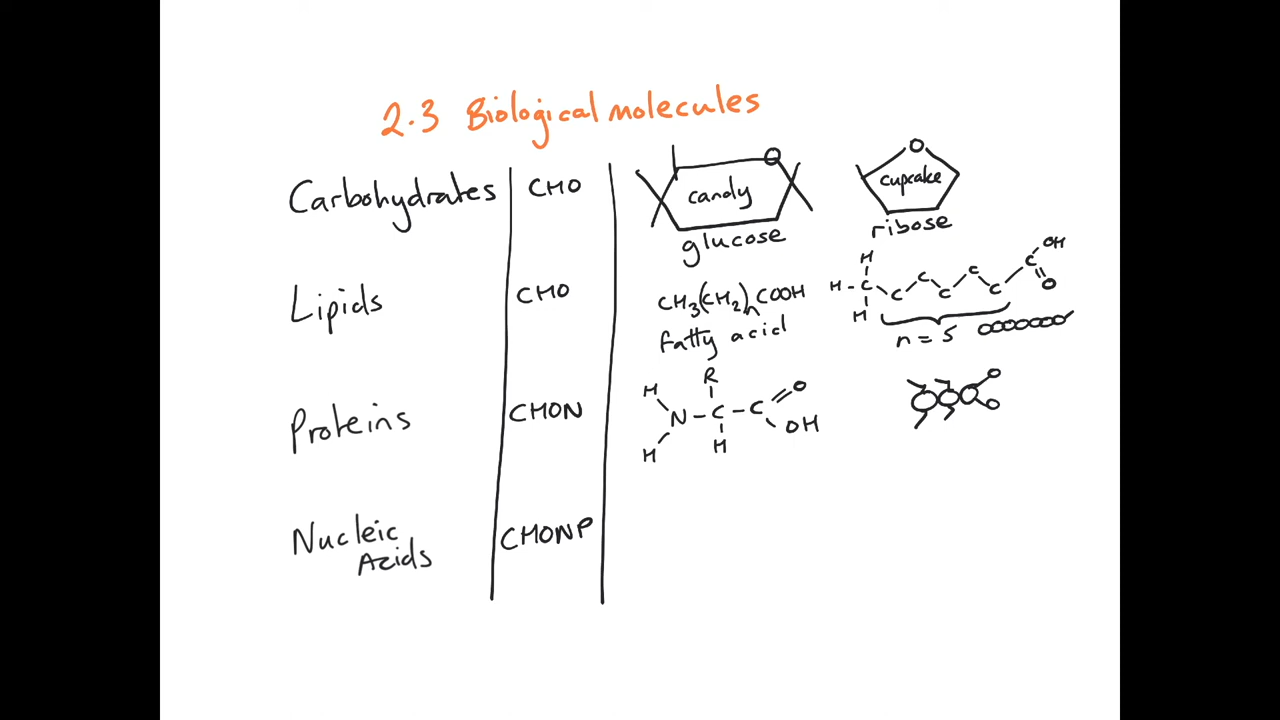 2.3 Biological molecules
Carbohydrates CHO candy cupcake
glucose ribose
Lipids CHO CH3(CH2)nCOOH
fatty acid
H
H - C C C C C C C OH
H O
n = 5
Proteins CHON
H R O
N - C - C
H H OH
Nucleic CHONP
Acids